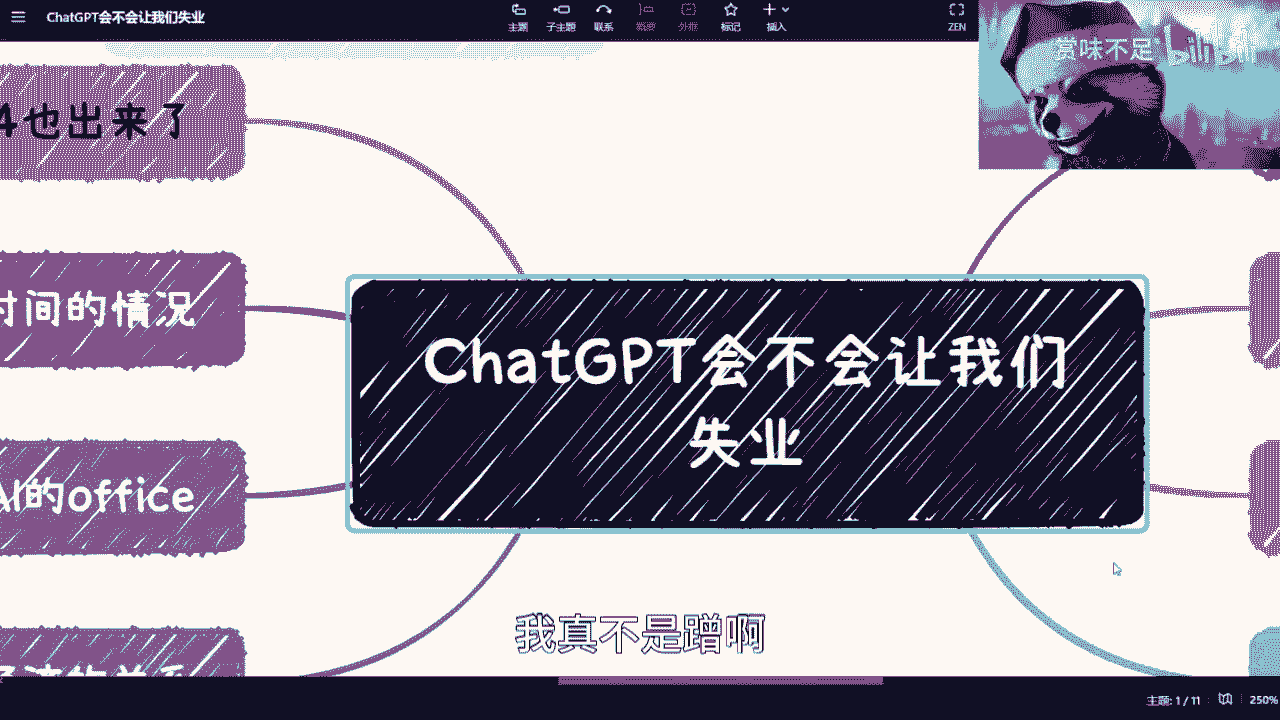 ChatGPT会不会让我们失业
主题
子主题
联系
概要
外框
标记
插入
ZEN
赏味不足 bilibili
4也出来了
时间的情况
AI的office
ChatGPT会不会让我们
失业
我真不是蹭啊
主题: 1 / 11
250%